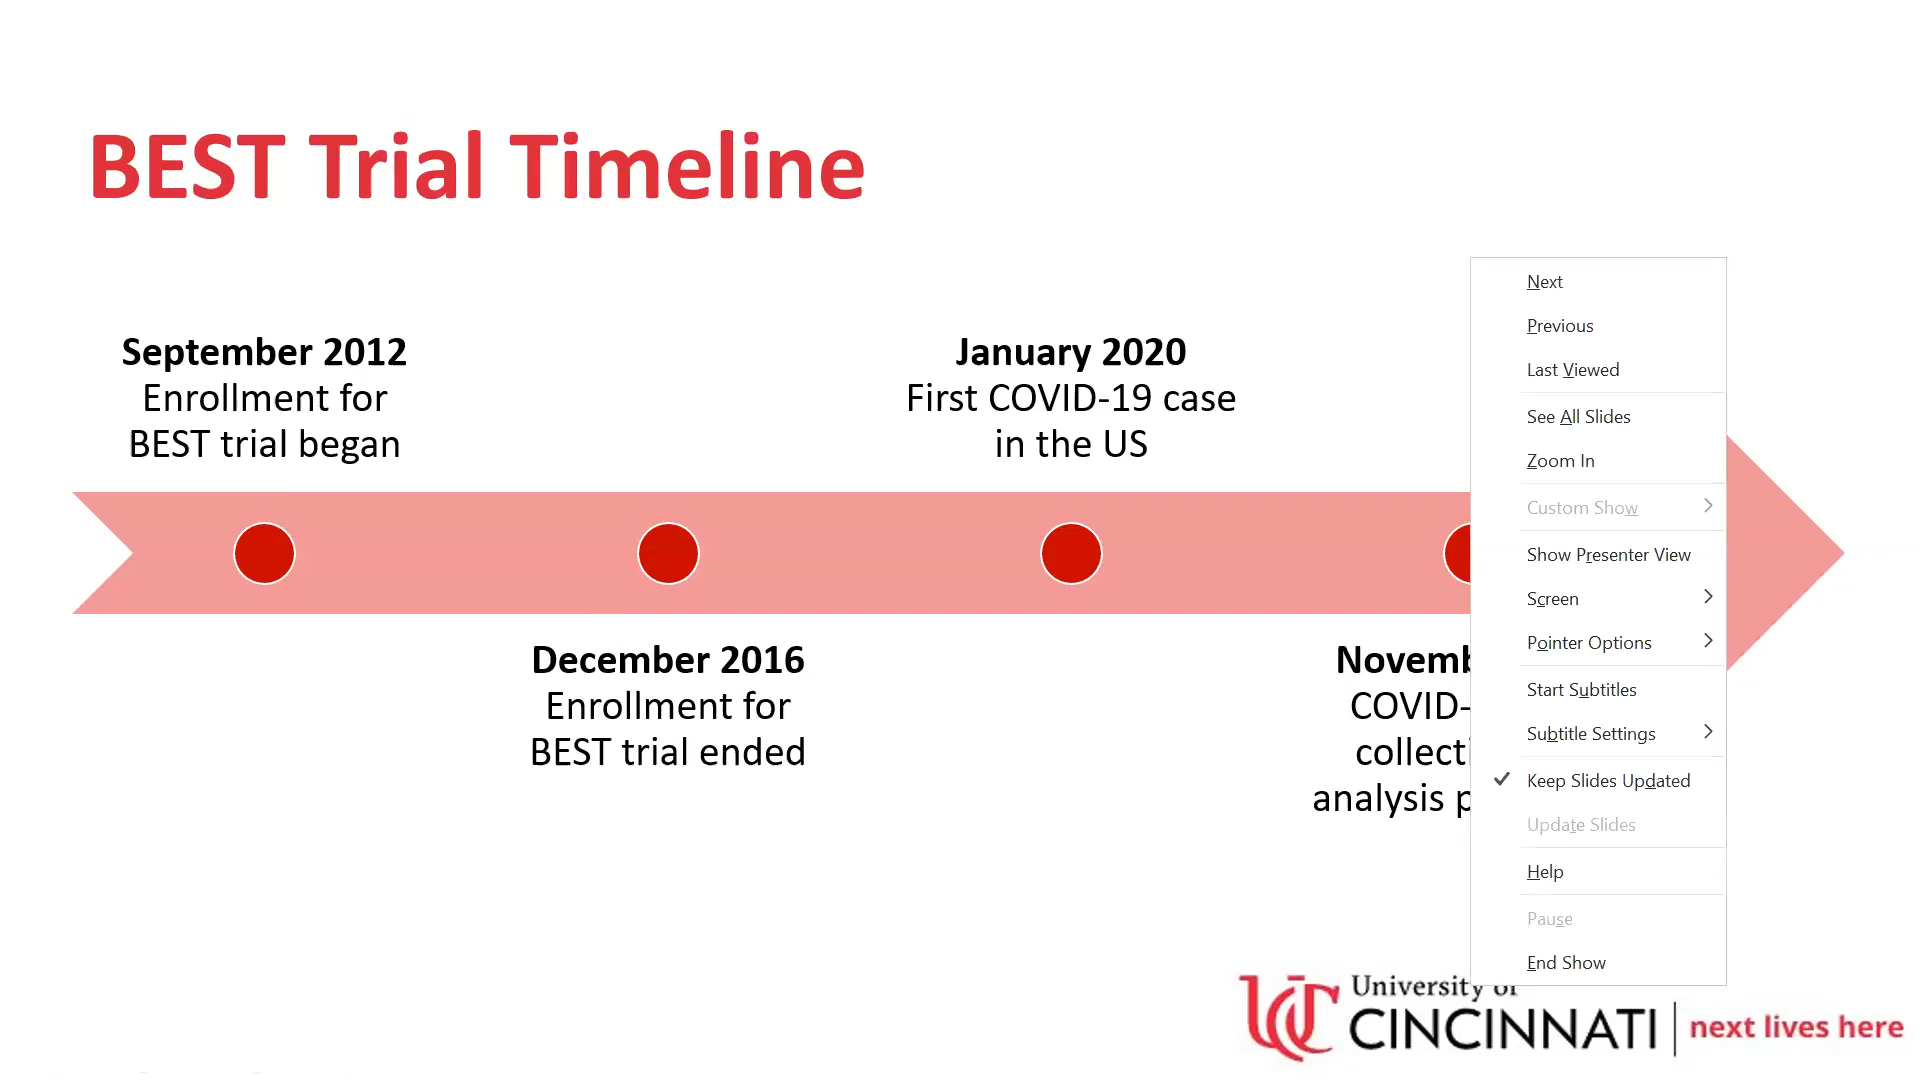 BEST Trial Timeline
September 2012
Enrollment for
BEST trial began
January 2020
First COVID-19 case
in the US
December 2016
Enrollment for
BEST trial ended
COVID-
analysis
Next
Previous
Last Viewed
See All Slides
Zoom In
Custom Show
Show Presenter View
Screen
Pointer Options
Start Subtitles
Subtitle Settings
Keep Slides Updated
Update Slides
Help
Pause
End Show
University of
CINCINNATI
next lives here